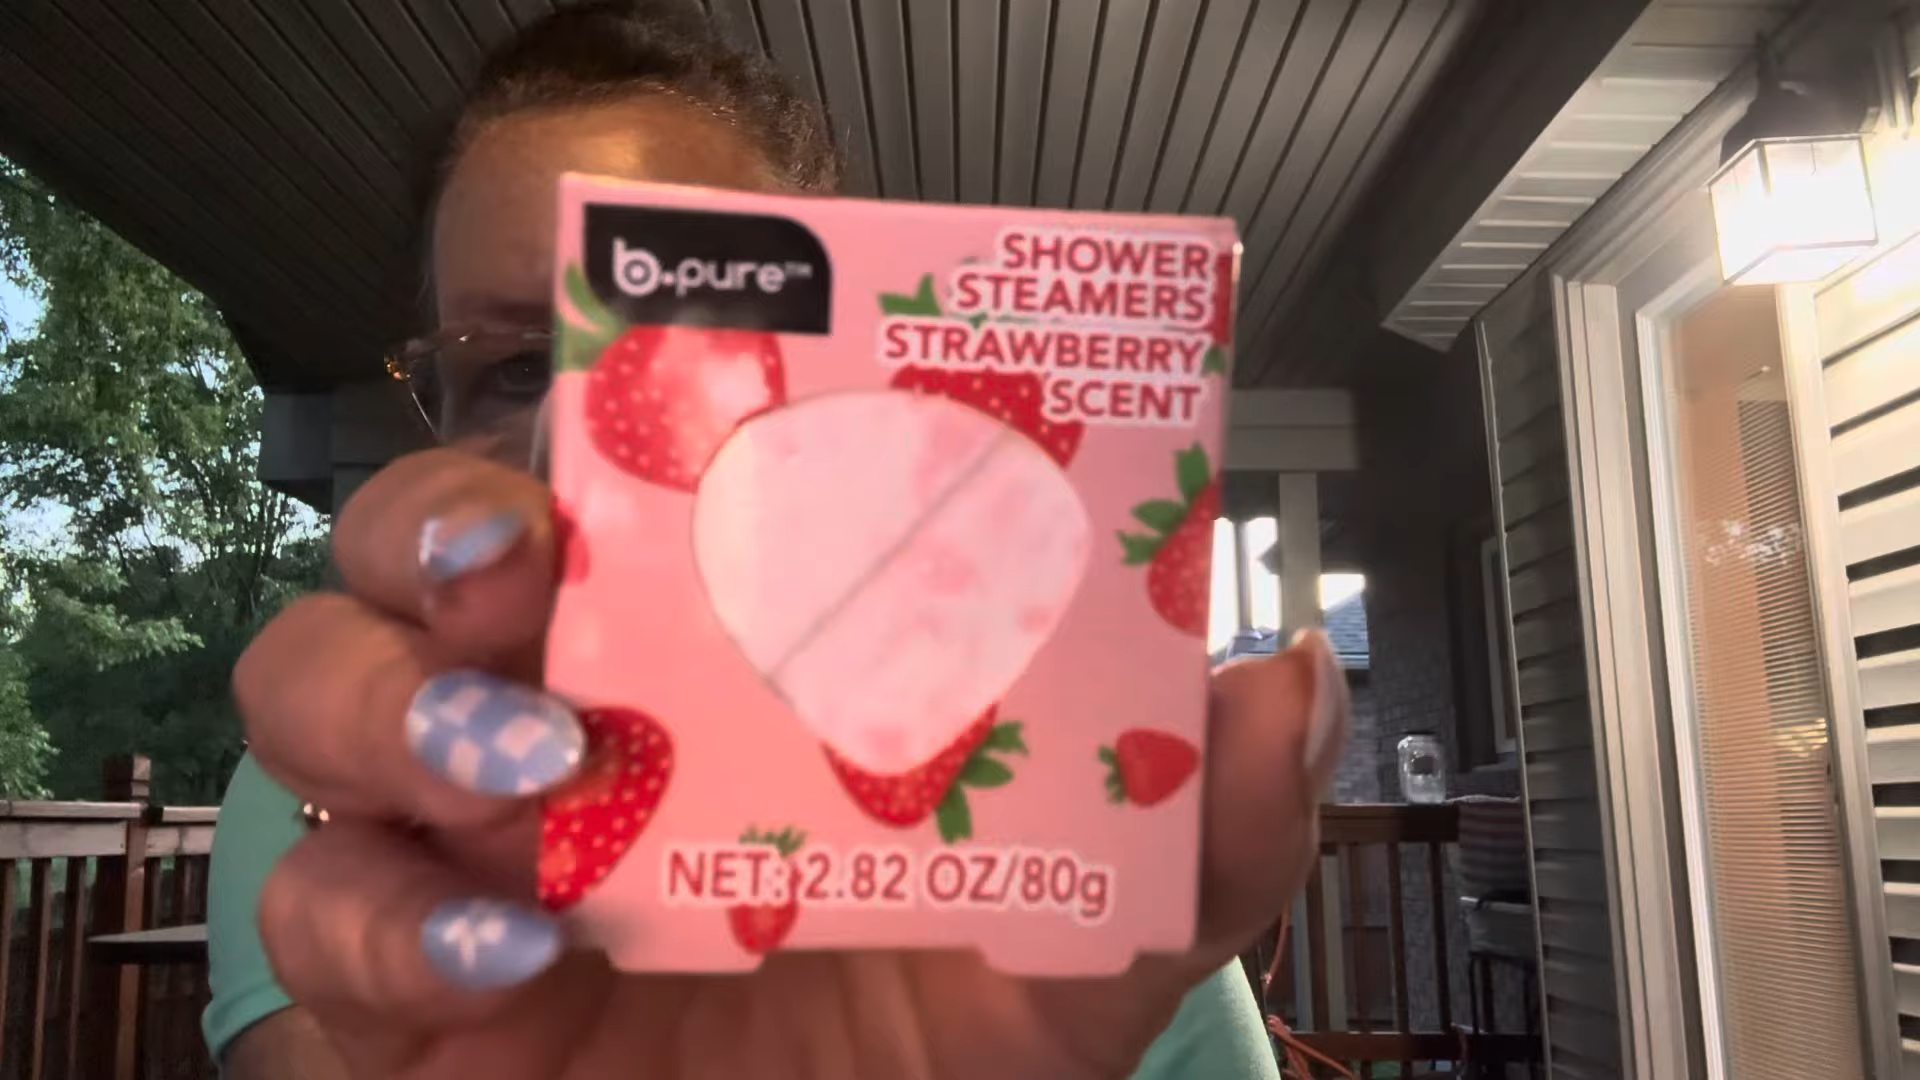 b.pure™
SHOWER
STEAMERS
STRAWBERRY
SCENT
NET: 2.82 OZ/80g